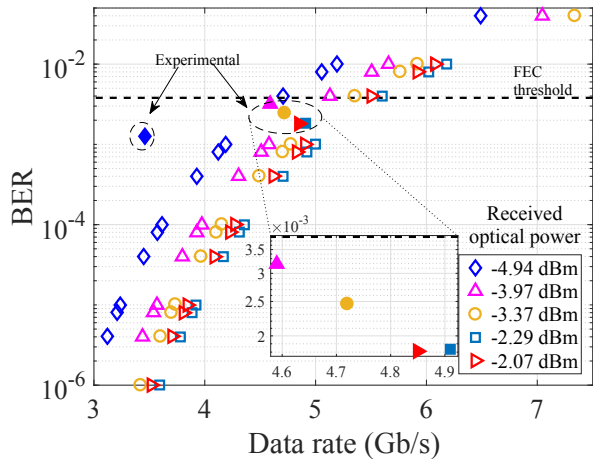 Experimental
FEC
threshold
BER
10^-2
10^-4
10^-6
×10^-3
3.5
3
2.5
2
4.6
4.7
4.8
4.9
Received
optical power
-4.94 dBm
-3.97 dBm
-3.37 dBm
-2.29 dBm
-2.07 dBm
3
4
5
6
7
Data rate (Gb/s)